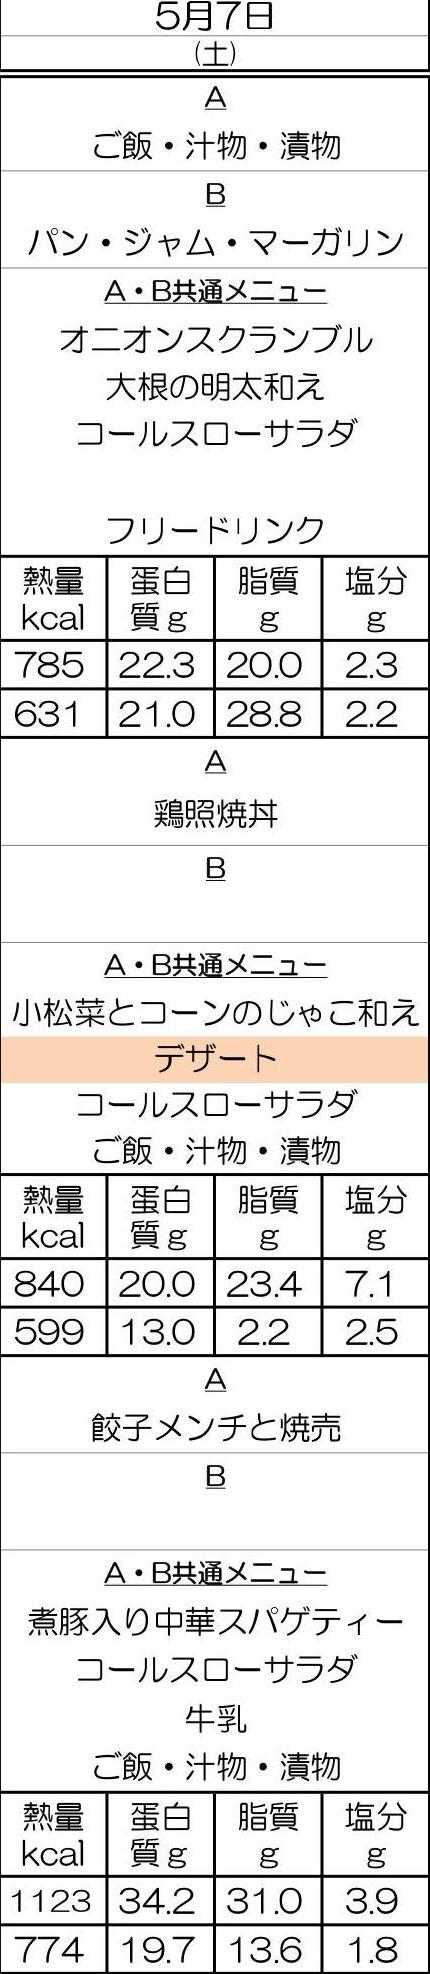 5月7日
(土)
A
ご飯・汁物・漬物
B
パン・ジャム・マーガリン
A・B共通メニュー
オニオンスクランブル
大根の明太和え
コールスローサラダ
フリードリンク
熱量 蛋白 脂質 塩分
kcal 質g g g
785 22.3 20.0 2.3
631 21.0 28.8 2.2
A
鶏照焼丼
B
A・B共通メニュー
小松菜とコーンのじゃこ和え
デザート
コールスローサラダ
ご飯・汁物・漬物
熱量 蛋白 脂質 塩分
kcal 質g g g
840 20.0 23.4 7.1
599 13.0 2.2 2.5
A
餃子メンチと焼売
B
A・B共通メニュー
煮豚入り中華スパゲティー
コールスローサラダ
牛乳
ご飯・汁物・漬物
熱量 蛋白 脂質 塩分
kcal 質g g g
1123 34.2 31.0 3.9
774 19.7 13.6 1.8